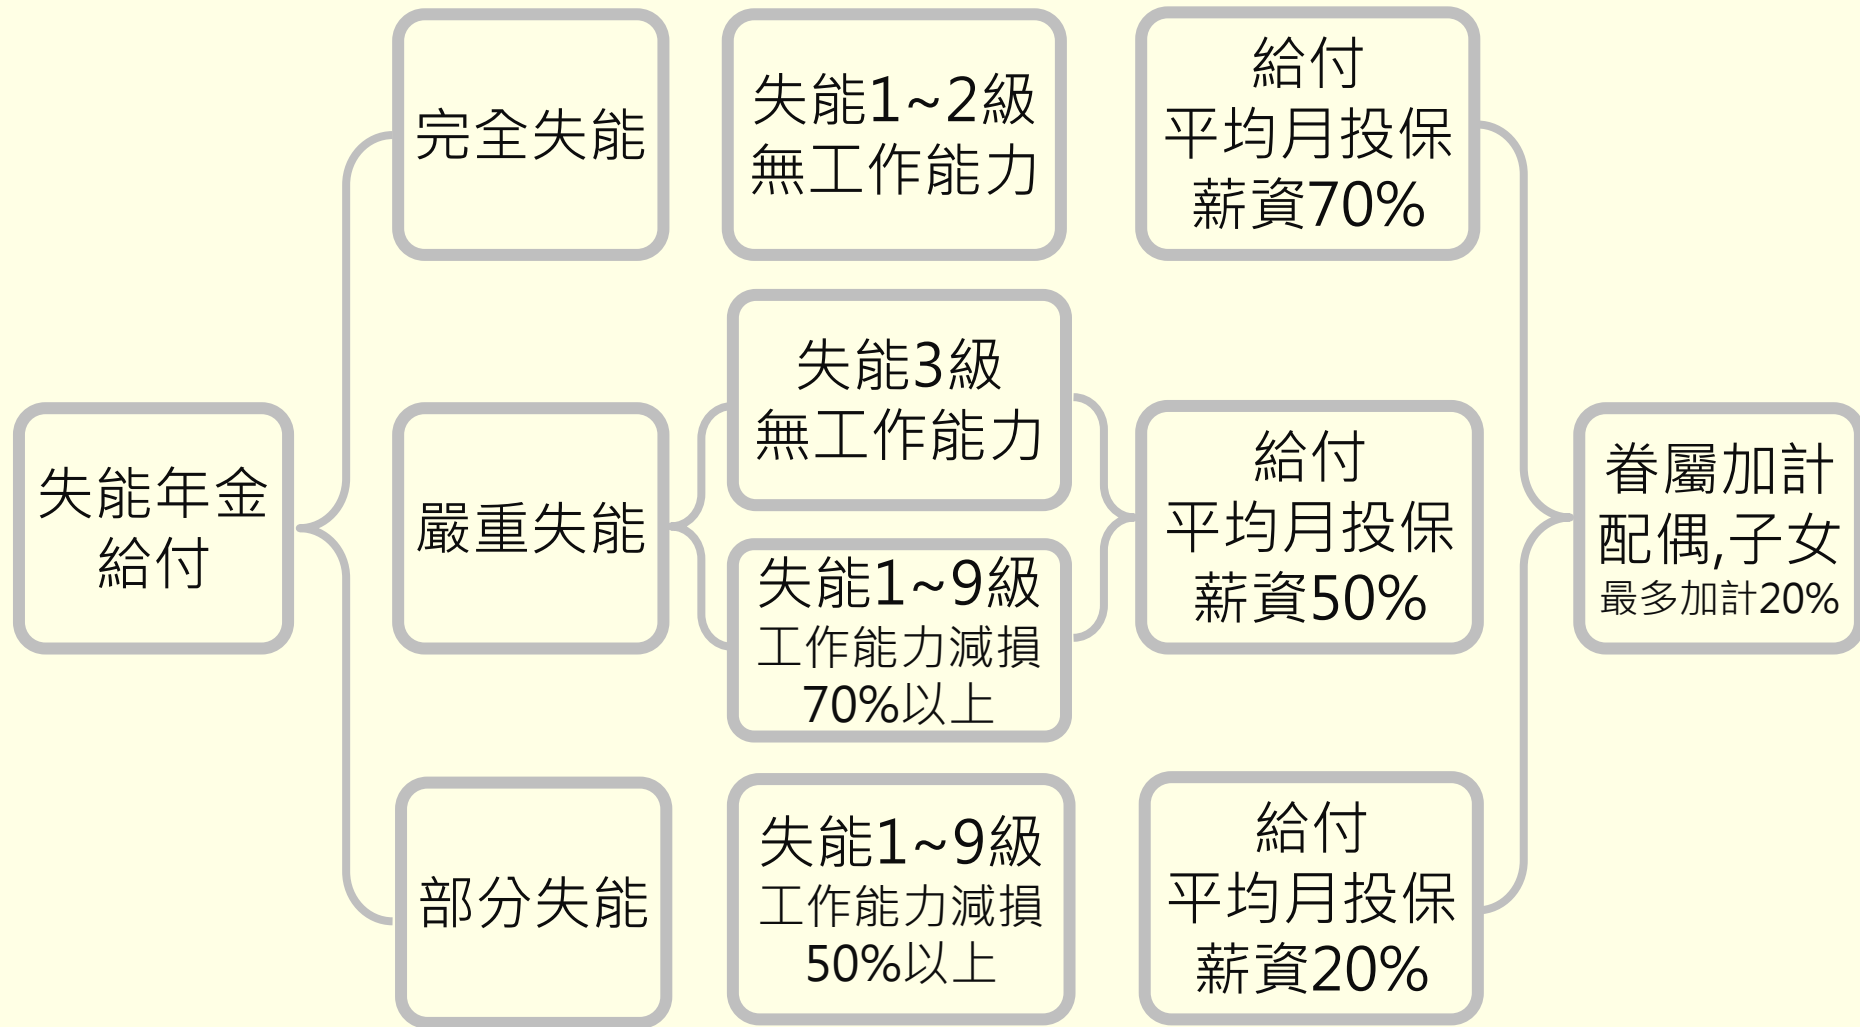 失能年金
給付
完全失能
失能1~2級
無工作能力
給付
平均月投保
薪資70%
嚴重失能
失能3級
無工作能力
失能1~9級
工作能力減損
70%以上
給付
平均月投保
薪資50%
部分失能
失能1~9級
工作能力減損
50%以上
給付
平均月投保
薪資20%
眷屬加計
配偶,子女
最多加計20%